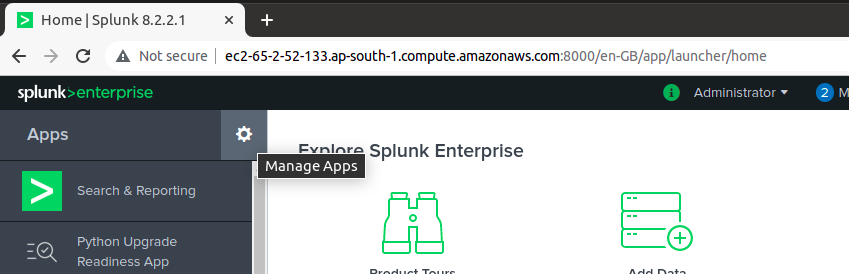 Home | Splunk 8.2.2.1
Not secure ec2-65-2-52-133.ap-south-1.compute.amazonaws.com:8000/en-GB/app/launcher/home
splunk>enterprise
i Administrator 2 M
Apps
Explore Splunk Enterprise
Manage Apps
Search & Reporting
Python Upgrade
Readiness App
Product Tours
Add Data